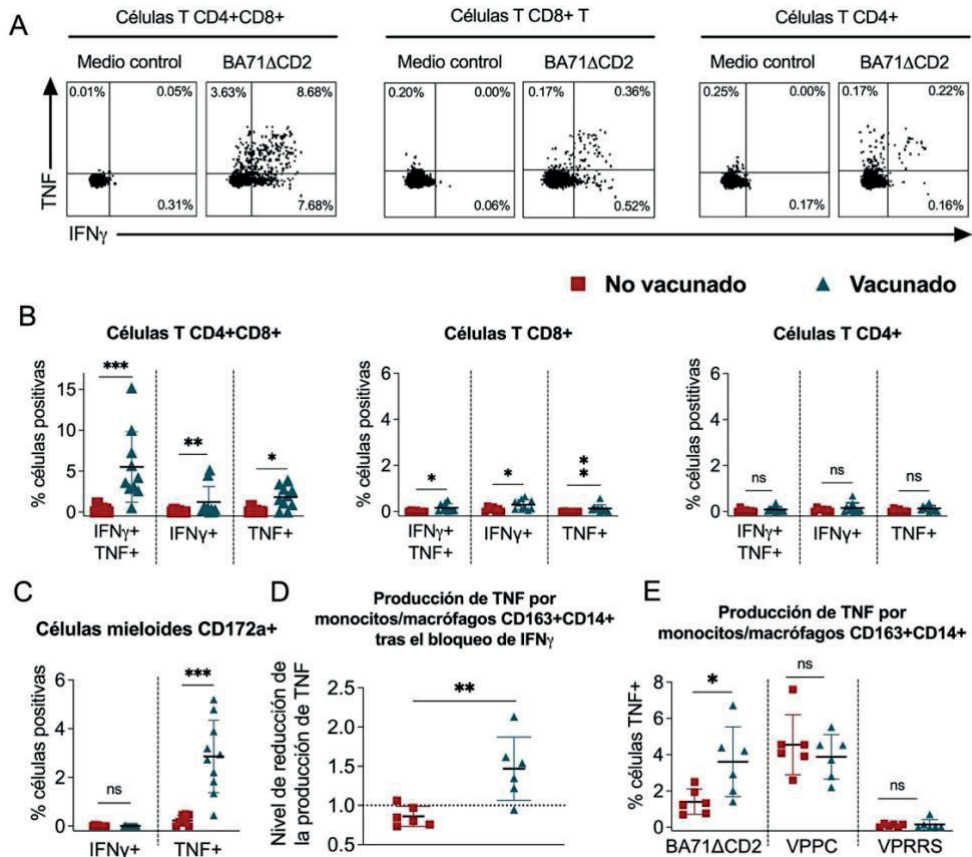 A
Células T CD4+CD8+
Células T CD8+ T
Células T CD4+
Medio control
BA71ΔCD2
Medio control
BA71ΔCD2
Medio control
BA71ΔCD2
0.01%
0.05%
3.63%
8.68%
0.20%
0.00%
0.17%
0.36%
0.25%
0.00%
0.17%
0.22%
0.31%
7.68%
0.06%
0.52%
0.17%
0.16%
TNF
IFNγ
No vacunado
Vacunado
B
Células T CD4+CD8+
% células positivas
15
10
5
0
***
**
*
IFNγ+
TNF+
IFNγ+
TNF+
Células T CD8+
% células positivas
6
4
2
0
*
*
*
*
IFNγ+
TNF+
IFNγ+
TNF+
Células T CD4+
% células positivas
6
4
2
0
ns
ns
ns
IFNγ+
TNF+
IFNγ+
TNF+
C
Células mieloides CD172a+
% células positivas
6
4
2
0
ns
***
IFNγ+
TNF+
D
Producción de TNF por
monocitos/macrófagos CD163+CD14+
tras el bloqueo de IFNγ
Nivel de reducción de
la producción de TNF
2.5
2.0
1.5
1.0
0.5
**
E
Producción de TNF por
monocitos/macrófagos CD163+CD14+
% células TNF+
8
6
4
2
0
*
ns
ns
BA71ΔCD2
VPPC
VPRRS